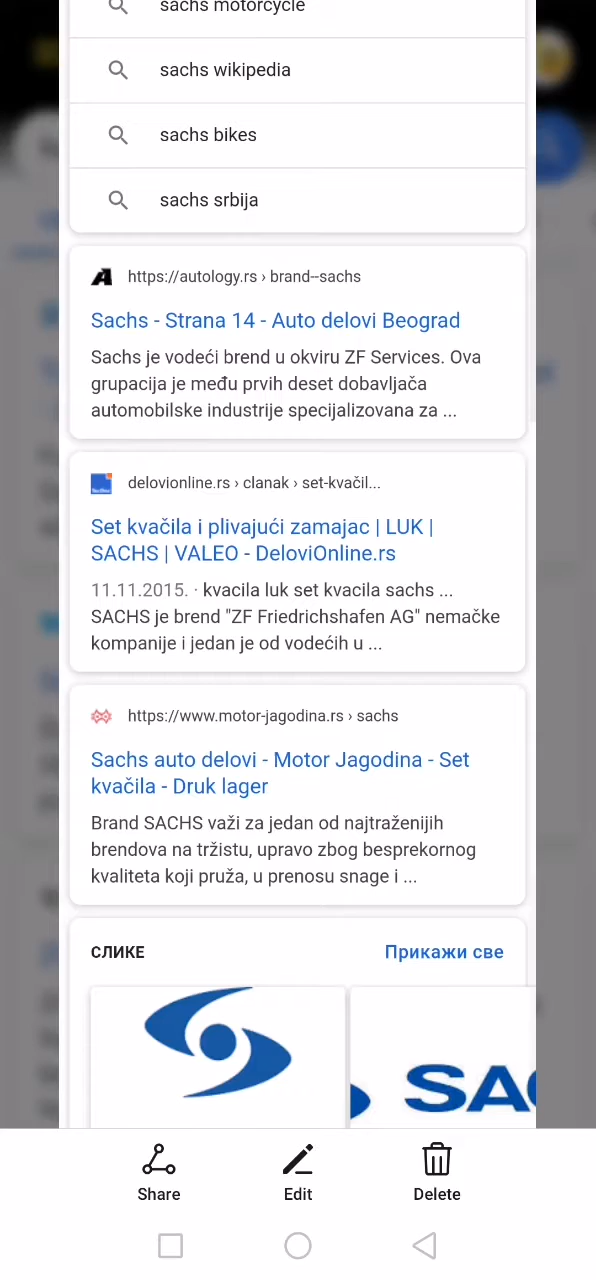 sachs motorcycle
sachs wikipedia
sachs bikes
sachs srbija
https://autology.rs › brand--sachs
Sachs - Strana 14 - Auto delovi Beograd
Sachs je vodeći brend u okviru ZF Services. Ova
grupacija je među prvih deset dobavljača
automobilske industrije specijalizovana za ...
delovionline.rs › clanak › set-kvačil...
Set kvačila i plivajući zamajac | LUK |
SACHS | VALEO - DeloviOnline.rs
11.11.2015. · kvacila luk set kvacila sachs ...
SACHS je brend "ZF Friedrichshafen AG" nemačke
kompanije i jedan je od vodećih u ...
https://www.motor-jagodina.rs › sachs
Sachs auto delovi - Motor Jagodina - Set
kvačila - Druk lager
Brand SACHS važi za jedan od najtraženijih
brendova na tržistu, upravo zbog besprekornog
kvaliteta koji pruža, u prenosu snage i ...
СЛИКЕ
Прикажи све
SAC
Share
Edit
Delete